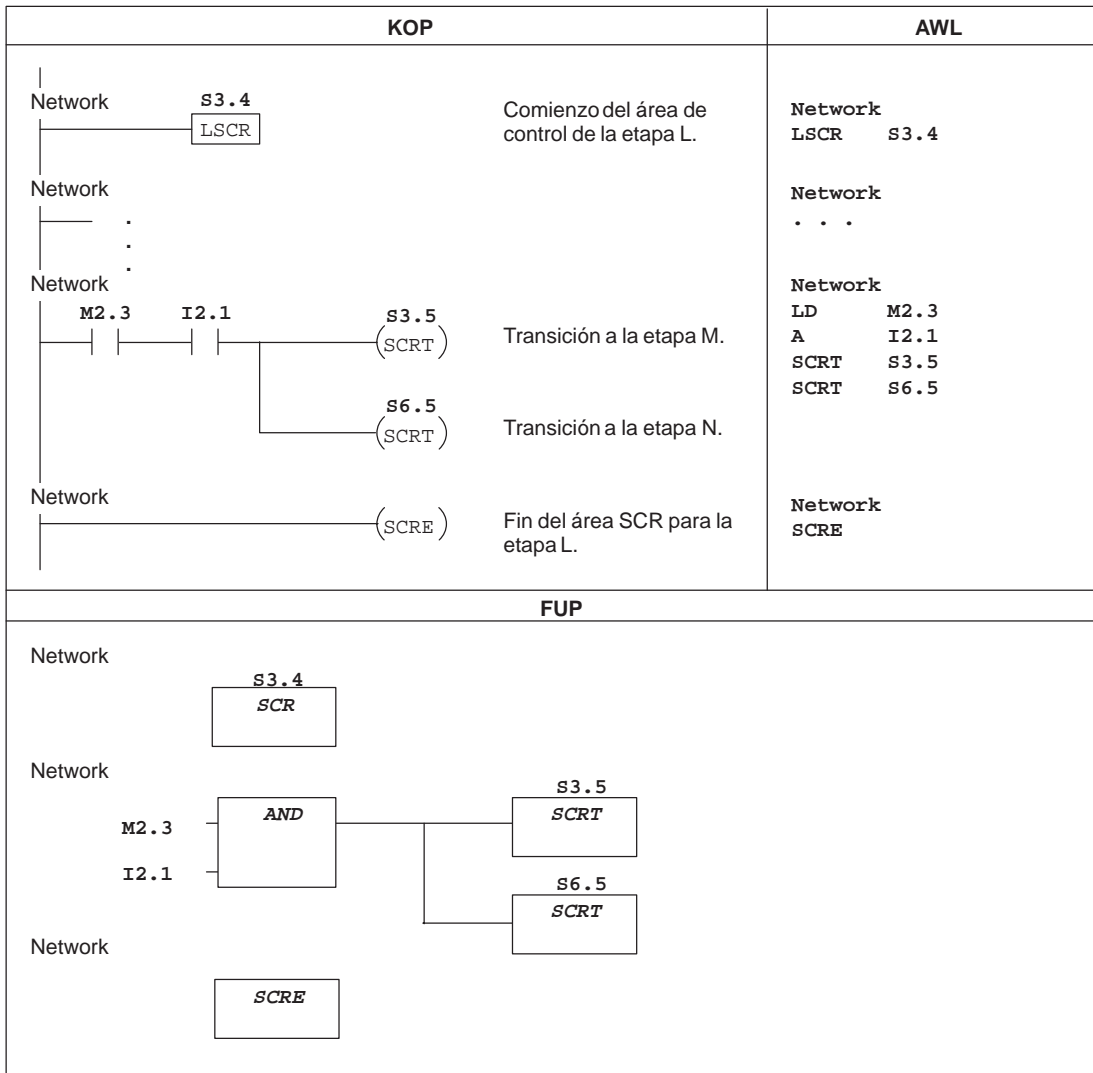 KOP
AWL
Network
S3.4
LSCR
Comienzo del área de
control de la etapa L.
Network
LSCR S3.4
Network
.
.
.
Network
. . .
Network
M2.3 I2.1
S3.5
SCRT
Transición a la etapa M.
S6.5
SCRT
Transición a la etapa N.
Network
LD M2.3
A I2.1
SCRT S3.5
SCRT S6.5
Network
SCRE
Fin del área SCR para la
etapa L.
Network
SCRE
FUP
Network
S3.4
SCR
Network
M2.3
I2.1
AND
S3.5
SCRT
S6.5
SCRT
Network
SCRE